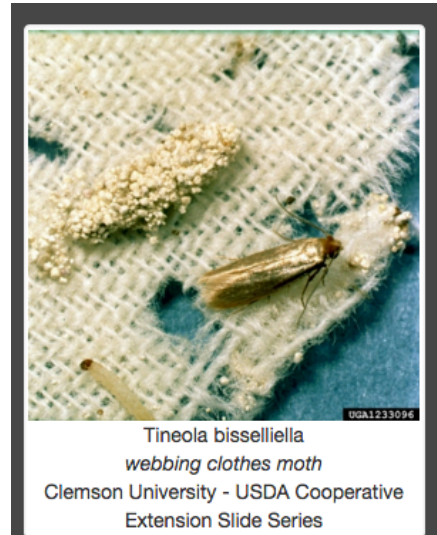 UGA1233096
Tineola bisselliella
webbing clothes moth
Clemson University - USDA Cooperative
Extension Slide Series